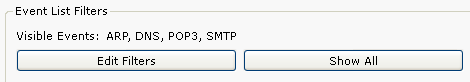 Event List Filters
Visible Events: ARP, DNS, POP3, SMTP
Edit Filters Show All